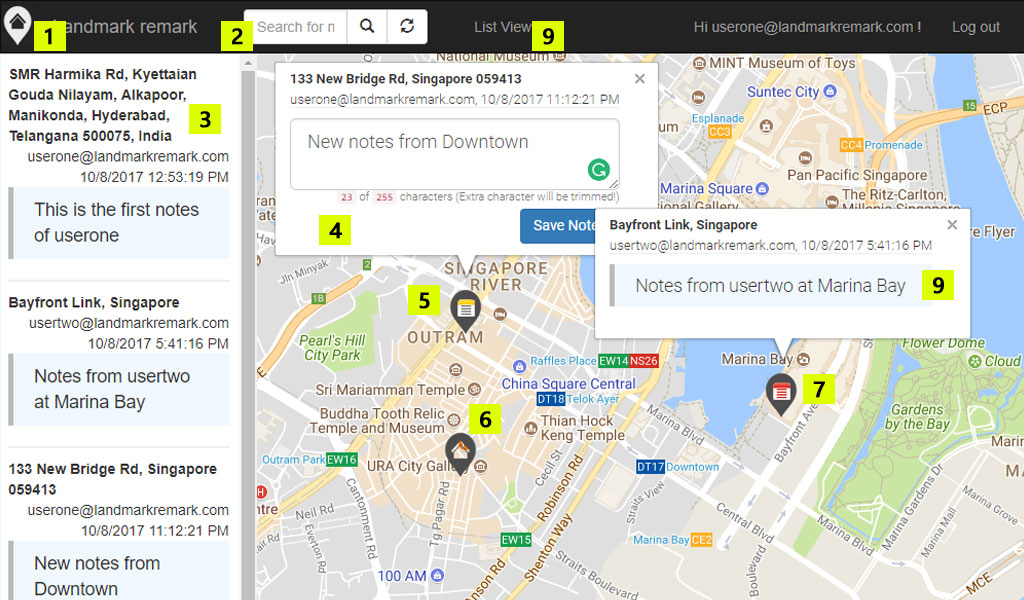 1
landmark remark
2
Search for n
List View
9
Hi userone@landmarkremark.com !
Log out
SMR Harmika Rd, Kyettaian
Gouda Nilayam, Alkapoor,
Manikonda, Hyderabad,
Telangana 500075, India
3
userone@landmarkremark.com
10/8/2017 12:53:19 PM
This is the first notes
of userone
Bayfront Link, Singapore
usertwo@landmarkremark.com
10/8/2017 5:41:16 PM
Notes from usertwo
at Marina Bay
133 New Bridge Rd, Singapore
059413
userone@landmarkremark.com
10/8/2017 11:12:21 PM
New notes from
Downtown
National Museum
133 New Bridge Rd, Singapore 059413
userone@landmarkremark.com, 10/8/2017 11:12:21 PM
New notes from Downtown
23 of 255 characters (Extra character will be trimmed!)
4
Save Note
Bayfront Link, Singapore
usertwo@landmarkremark.com, 10/8/2017 5:41:16 PM
Notes from usertwo at Marina Bay
9
MINT Museum of Toys
Suntec City
15
ECP
Esplanade
CC3
CC4 Promenade
Pan Pacific Singapore
Marina Square
The Ritz-Carlton,
Millenia Singapore
Gallery
Flyer
Jln Minyak
2
SINGAPORE
RIVER
1B
5
OUTRAM
Pearl's Hill
City Park
Raffles Place EW14 NS26
Marina Bay
Flower Dome
Cloud
Sri Mariamman Temple
China Square Central
DT18 Telok Ayer
7
Buddha Tooth Relic
Temple and Museum
6
Thian Hock
Keng Temple
Marina Blvd
Bayfront Ave
Gardens
by the Bay
Outram Park EW16
URA City Gallery
Cecil St
DT17 Downtown
H
Neil Rd
Everton Rd
Cantonment Rd
Tg Pagar Rd
Robinson Rd
Straits View
Central Blvd
Marina Blvd
Marina Gardens Dr
Marina Mall
Marina Grove
EW15
Shenton Way
Marina Bay CE2
100 AM
Anson Rd
Straits Boulevard
MCE